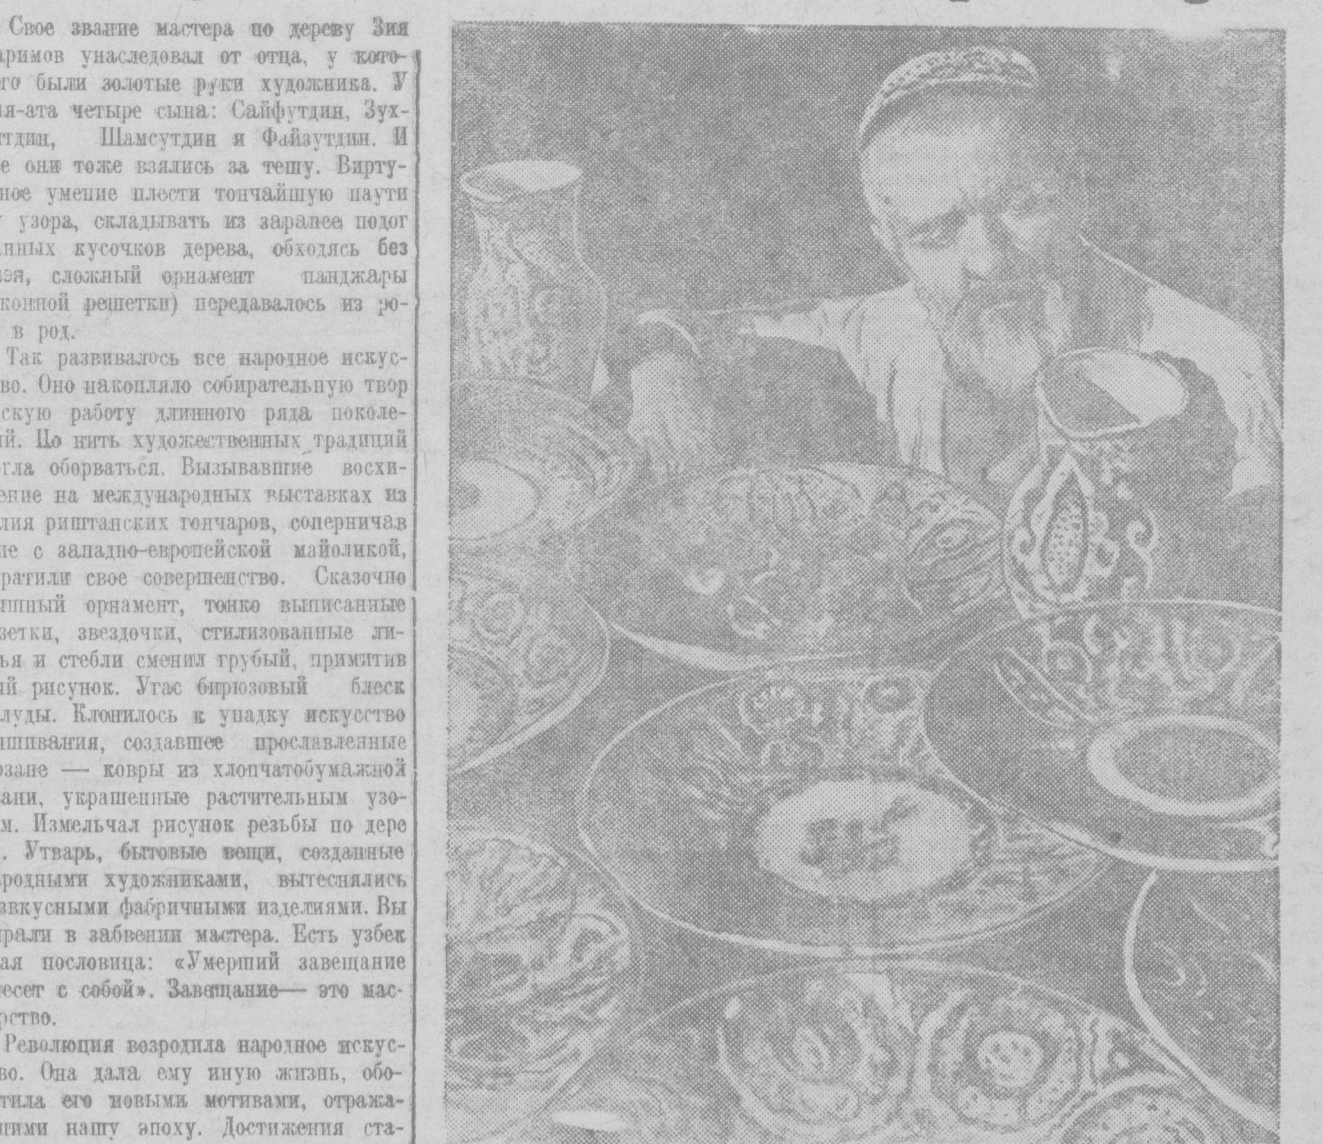 Свое звание мастера по дереву Зия
аримов унаследовал от отца, у кото-
го были золотые руки художника. У
ия-ата четыре сына: Сайфутдин, Зух-
тдин, Шамсутдин и Файзутдин. И
е они тоже взялись за тешу. Вирту-
ное умение плести тончайшую паути
узора, складывать из заранее подог
анных кусочков дерева, обходясь без
ея, сложный орнамент панджары
конной решетки) передавалось из ро-
в род.
Так развивалось все народное искус-
во. Оно накопляло собирательную твор
скую работу длинного ряда поколе-
ий. Но нить художественных традиций
огла оборваться. Вызывавшие восхи-
ение на международных выставках из
лия риштанских гончаров, соперничав
ие с западно-европейской майоликой,
ратили свое совершенство. Сказочно
ышный орнамент, тонко выписанные
зетки, звездочки, стилизованные ли-
ья и стебли сменил грубый, примитив
ый рисунок. Угас бирюзовый блеск
луды. Клонилось к упадку искусство
ышивания, создавшее прославленные
озане — ковры из хлопчатобумажной
ани, украшенные растительным узо-
м. Измельчал рисунок резьбы по дере
. Утварь, бытовые вещи, созданные
родными художниками, вытеснялись
звкусными фабричными изделиями. Вы
рали в забвении мастера. Есть узбек
ая пословица: «Умерший завещание
есет с собой». Завещание— это мас-
рство.
Революция возродила народное искус-
во. Она дала ему иную жизнь, обо-
тила его новыми мотивами, отража-
щими нашу эпоху. Достижения ста-